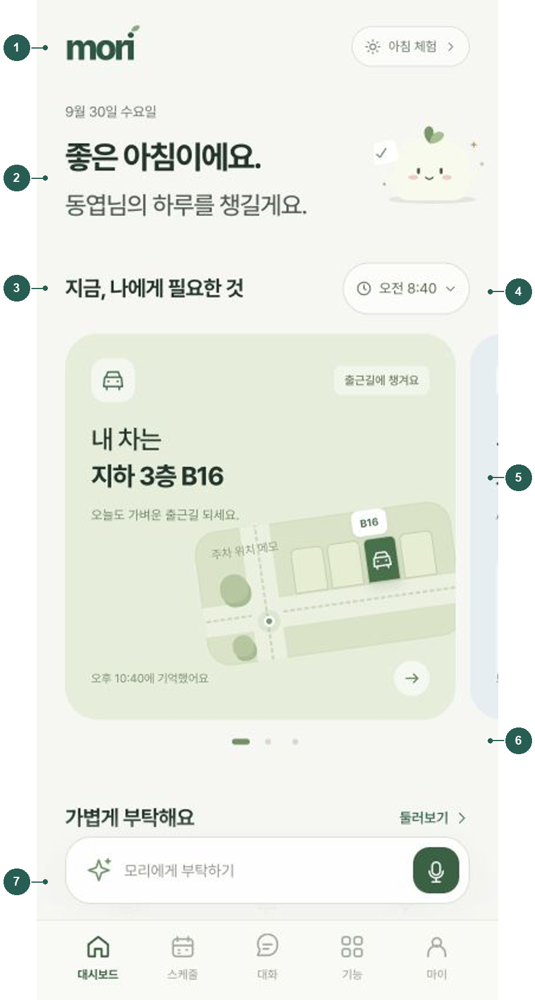 1
mori
아침 체험
9월 30일 수요일
좋은 아침이에요.
2
동엽님의 하루를 챙길게요.
3
지금, 나에게 필요한 것
오전 8:40
4
출근길에 챙겨요
내 차는
지하 3층 B16
5
오늘도 가벼운 출근길 되세요.
B16
주차 위치 메모
오후 10:40에 기억했어요
6
가볍게 부탁해요
둘러보기
모리에게 부탁하기
7
대시보드
스케줄
대화
기능
마이